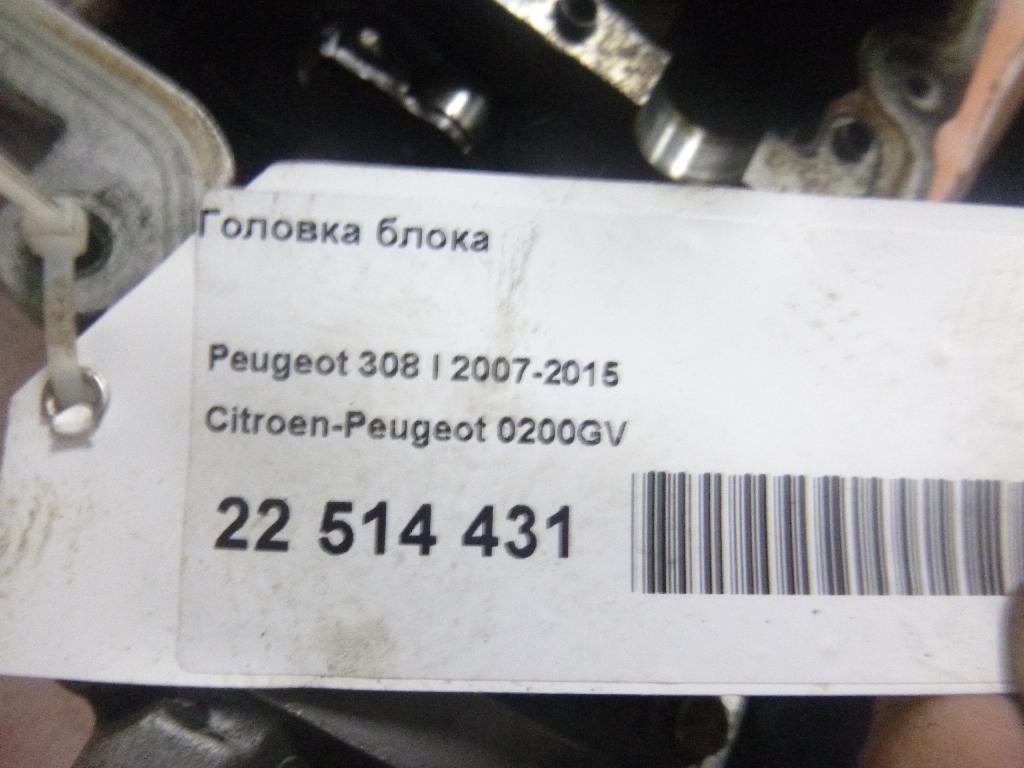 Головка блока
Peugeot 308 I 2007-2015
Citroen-Peugeot 0200GV
22 514 431